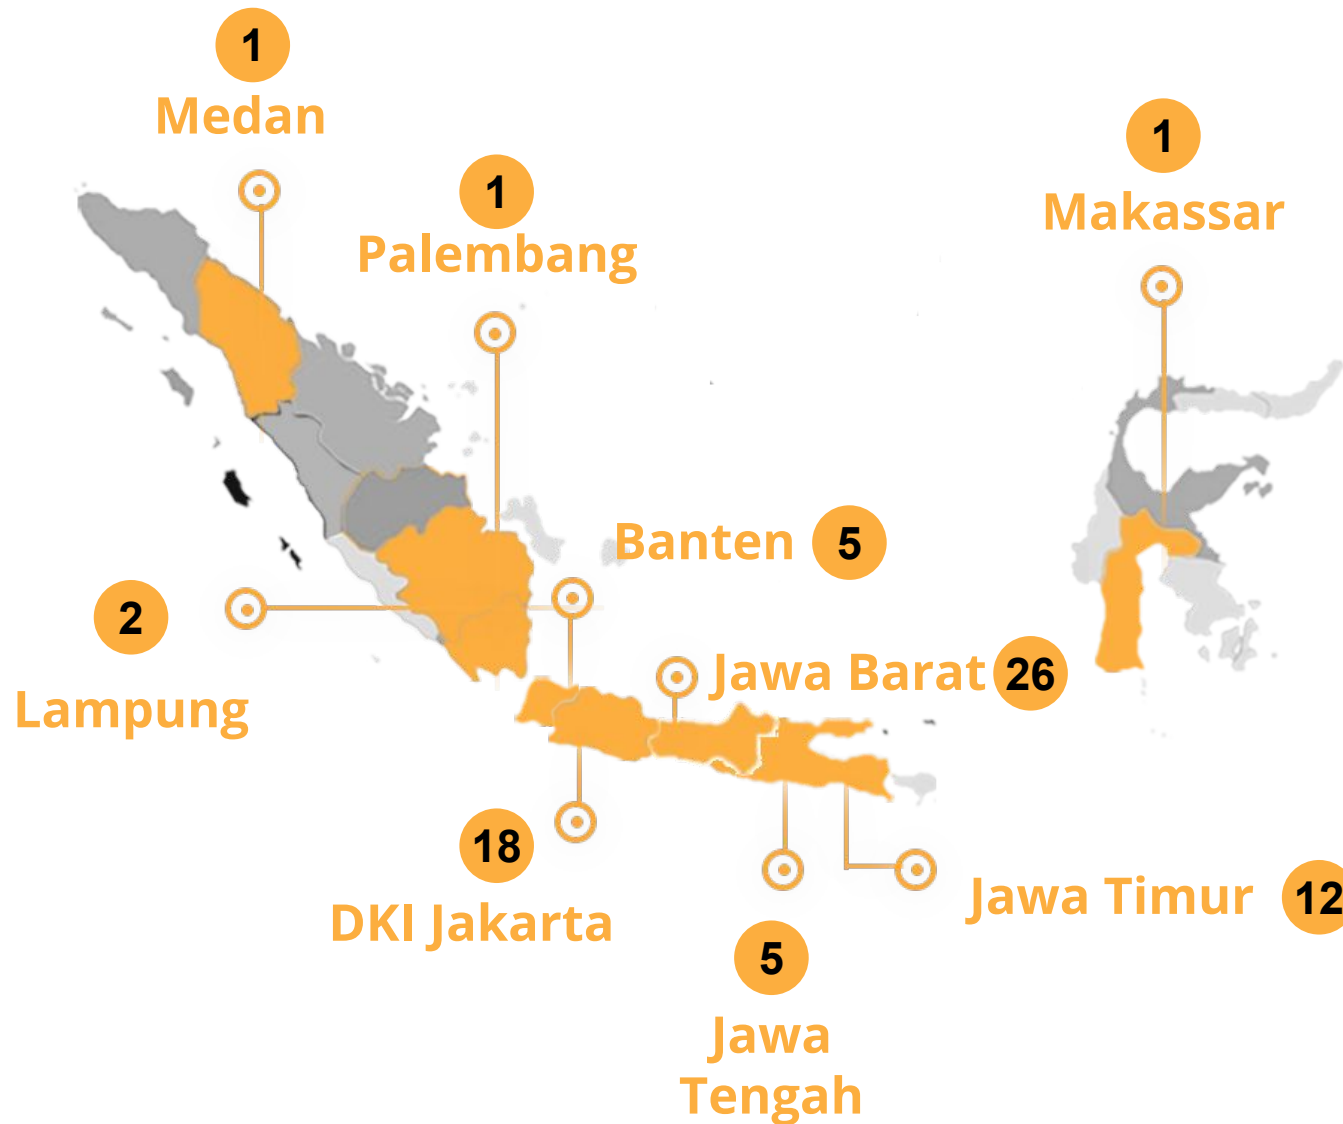 1
Medan
1
Palembang
1
Makassar
Banten 5
2
Lampung
Jawa Barat 26
18
DKI Jakarta
Jawa Timur 12
5
Jawa
Tengah